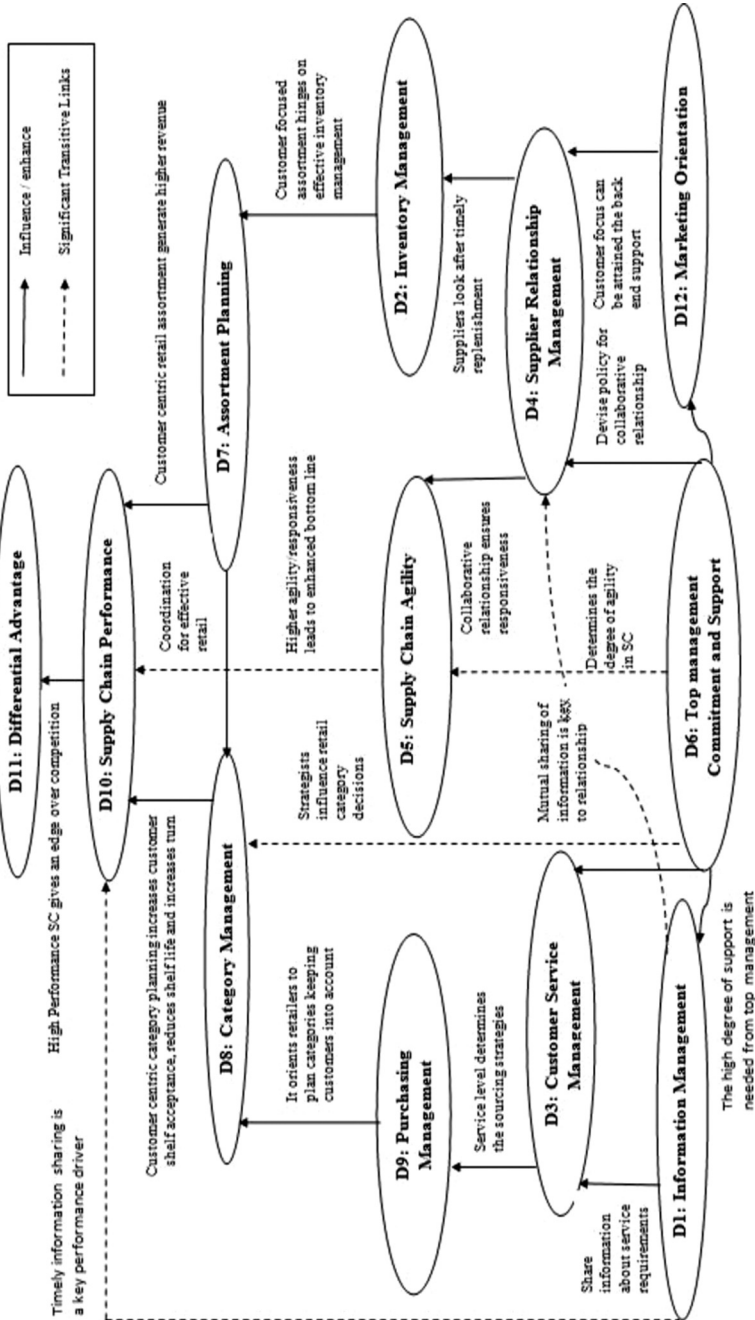 Influence / enhance
Significant Transitive Links
D11: Differential Advantage
High Performance SC gives an edge over competition
Timely information sharing is
a key performance driver
D10: Supply Chain Performance
Customer centric category planning increases customer
shelf acceptance, reduces shelf life and increases turn
Coordination
for effective
retail
Customer centric retail assortment generate higher revenue
D8: Category Management
D7: Assortment Planning
It orients retailers to
plan categories keeping
customers into account
Strategists
influence retail
category
decisions
Higher agility/responsiveness
leads to enhanced bottom line
Customer focused
assortment hinges on
effective inventory
management
D9: Purchasing
Management
D5: Supply Chain Agility
D2: Inventory Management
Service level determines
the sourcing strategies
Collaborative
relationship ensures
responsiveness
Suppliers look after timely
replenishment
D3: Customer Service
Management
Mutual sharing of
information is key
to relationship
D4: Supplier Relationship
Management
Share
information
about service
requirements
Determines the
degree of agility
in SC
Devise policy for
collaborative
relationship
Customer focus can
be attained the back
end support
D1: Information Management
D6: Top management
Commitment and Support
D12: Marketing Orientation
The high degree of support is
needed from top management